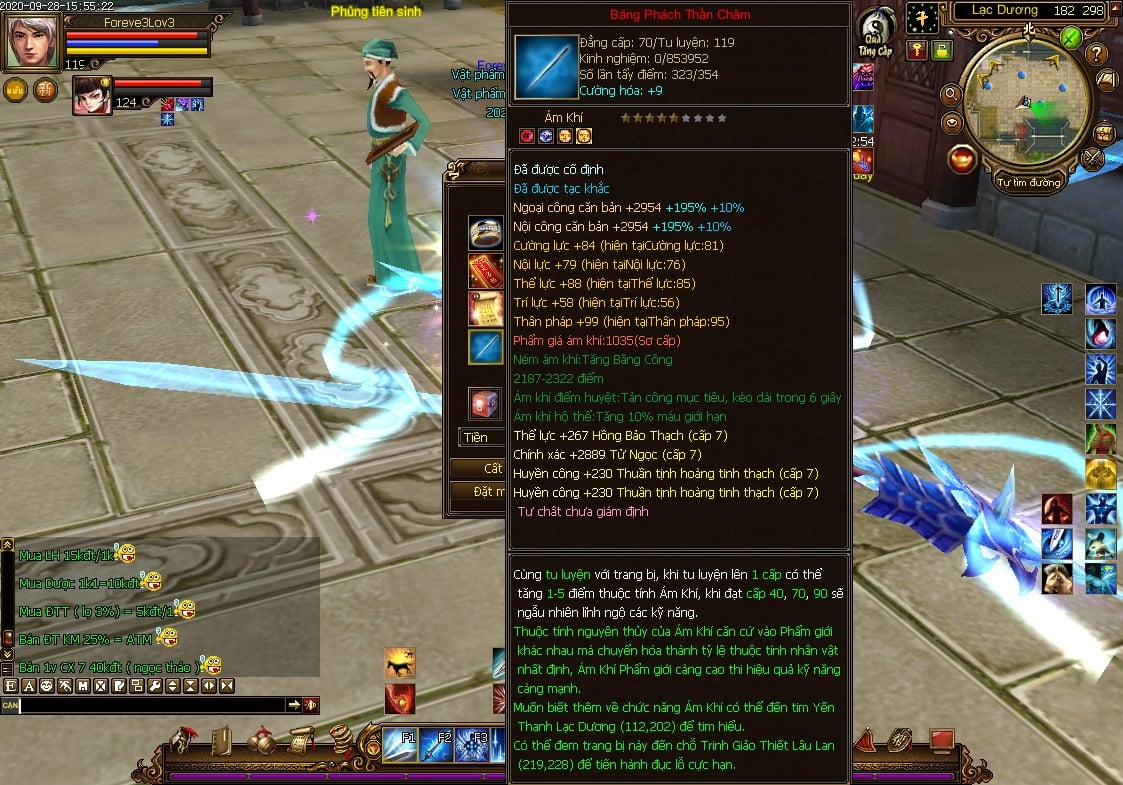 2020-09-28-15:55:22
Foreve3Lov3
119
124
Phùng tiên sinh
Vật phẩm
Vật phẩm
202
Tiền
Cất
Băng Phách Thần Châm
Đẳng cấp: 70/Tu luyện: 119
Kinh nghiệm: 0/853952
Số lần tẩy điểm: 323/354
Cường hóa: +9
Ám Khí
Đã được cố định
Đã được tạc khắc
Ngoại công căn bản +2954 +195% +10%
Nội công căn bản +2954 +195% +10%
Cường lực +84 (hiện tạiCường lực:81)
Nội lực +79 (hiện tạiNội lực:76)
Thể lực +88 (hiện tạiThể lực:85)
Trí lực +58 (hiện tạiTrí lực:56)
Thân pháp +99 (hiện tạiThân pháp:95)
Phẩm giá ám khí:1035(Sơ cấp)
Ném ám khí:Tăng Băng Công
2187-2322 điểm
Ám khí điểm huyệt:Tản công mục tiêu, kéo dài trong 6 giây
Ám khí hộ thể:Tăng 10% máu giới hạn
Thể lực +267 Hồng Bảo Thạch (cấp 7)
Chính xác +2889 Tử Ngọc (cấp 7)
Huyền công +230 Thuần tịnh hoàng tinh thạch (cấp 7)
Huyền công +230 Thuần tịnh hoàng tinh thạch (cấp 7)
Tư chất chưa giám định
Cùng tu luyện với trang bị, khi tu luyện lên 1 cấp có thể
tăng 1-5 điểm thuộc tính Ám Khí, khi đạt cấp 40, 70, 90 sẽ
ngẫu nhiên lĩnh ngộ các kỹ năng.
Thuộc tính nguyên thủy của Ám Khí căn cứ vào Phẩm giới
khác nhau mà chuyển hóa thành tỷ lệ thuộc tính nhân vật
nhất định, Ám Khí Phẩm giới càng cao thì hiệu quả kỹ năng
càng mạnh.
Muốn biết thêm về chức năng Ám Khí có thể đến tìm Yến
Thanh Lạc Dương (112,202) để tìm hiểu.
Có thể đem trang bị này đến chỗ Trinh Giảo Thiết Lâu Lan
(219,228) để tiến hành đục lỗ cực hạn.
Quà
Tăng Cấp
Lạc Dương 182 298
北
2:54
Tự tìm đường
Mua LH 15kđt/1k
Mua Dược 1k1=10kđt
Mua ĐTT ( lọ 3%) = 5kđt/1
Bán ĐT KM 25% = ATM
Bán 1v CX 7 40kđt ( ngọc tháo )
F1
F2
F3